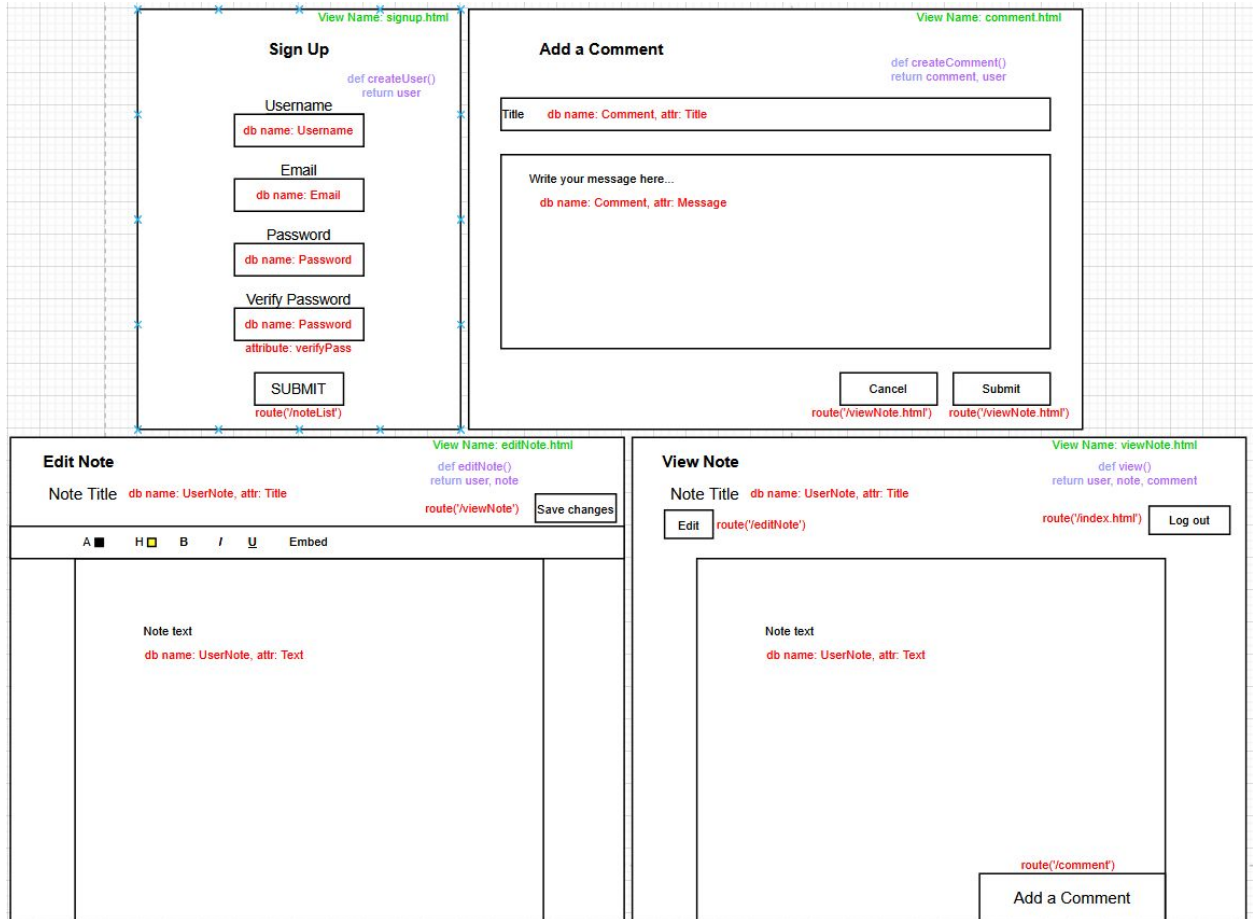 View Name: signup.html
Sign Up
def createUser()
return user
Username
db name: Username
Email
db name: Email
Password
db name: Password
Verify Password
db name: Password
attribute: verifyPass
SUBMIT
route('/noteList')
View Name: comment.html
Add a Comment
def createComment()
return comment, user
Title db name: Comment, attr: Title
Write your message here...
db name: Comment, attr: Message
Cancel Submit
route('/viewNote.html') route('/viewNote.html')
View Name: editNote.html
Edit Note
def editNote()
return user, note
Note Title db name: UserNote, attr: Title
route('/viewNote') Save changes
A H B I U Embed
Note text
db name: UserNote, attr: Text
View Name: viewNote.html
View Note
def view()
return user, note, comment
Note Title db name: UserNote, attr: Title
Edit route('/editNote') route('/index.html') Log out
Note text
db name: UserNote, attr: Text
route('/comment')
Add a Comment